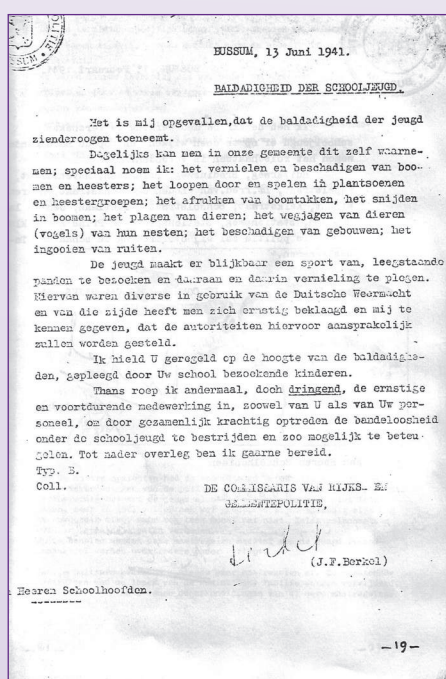 BUSSUM, 13 Juni 1941.
BALDADIGHEID DER SCHOOLJEUGD.
Het is mij opgevallen,dat de baldadigheid der jeugd
zienderoogen toeneemt.
Dagelijks kan men in onze gemeente dit zelf waarne-
men; speciaal noem ik: het vernielen en beschadigen van boo-
men en heesters; het loopen door en spelen in plantsoenen
en heestergroepen; het afrukken van boomtakken, het snijden
in boomen; het plagen van dieren; het wegjagen van dieren
(vogels) van hun nesten; het beschadigen van gebouwen; het
ingooien van ruiten.
De jeugd maakt er blijkbaar een sport van, leegstaande
panden te bezoeken en daaraan en daarin vernieling te plegen.
Hiervan waren diverse in gebruik van de Duitsche Weermacht
en van die zijde heeft men zich ernstig beklaagd en mij te
kennen gegeven, dat de autoriteiten hiervoor aansprakelijk
zullen worden gesteld.
Ik hield U geregeld op de hoogte van de baldadighe-
den, gepleegd door Uw school bezoekende kinderen.
Thans roep ik andermaal, doch dringend, de ernstige
en voortdurende medewerking in, zoowel van U als van Uw per-
soneel, om door gezamenlijk krachtig optreden de bandeloosheid
onder de schooljeugd te bestrijden en zoo mogelijk te beteu-
gelen. Tot nader overleg ben ik gaarne bereid.
Typ. B.
Coll.
DE COMMISSARIS VAN RIJKS- EN
GEMEENTEPOLITIE,
(J.F.Berkel)
Heeren Schoolhoofden.
-19-